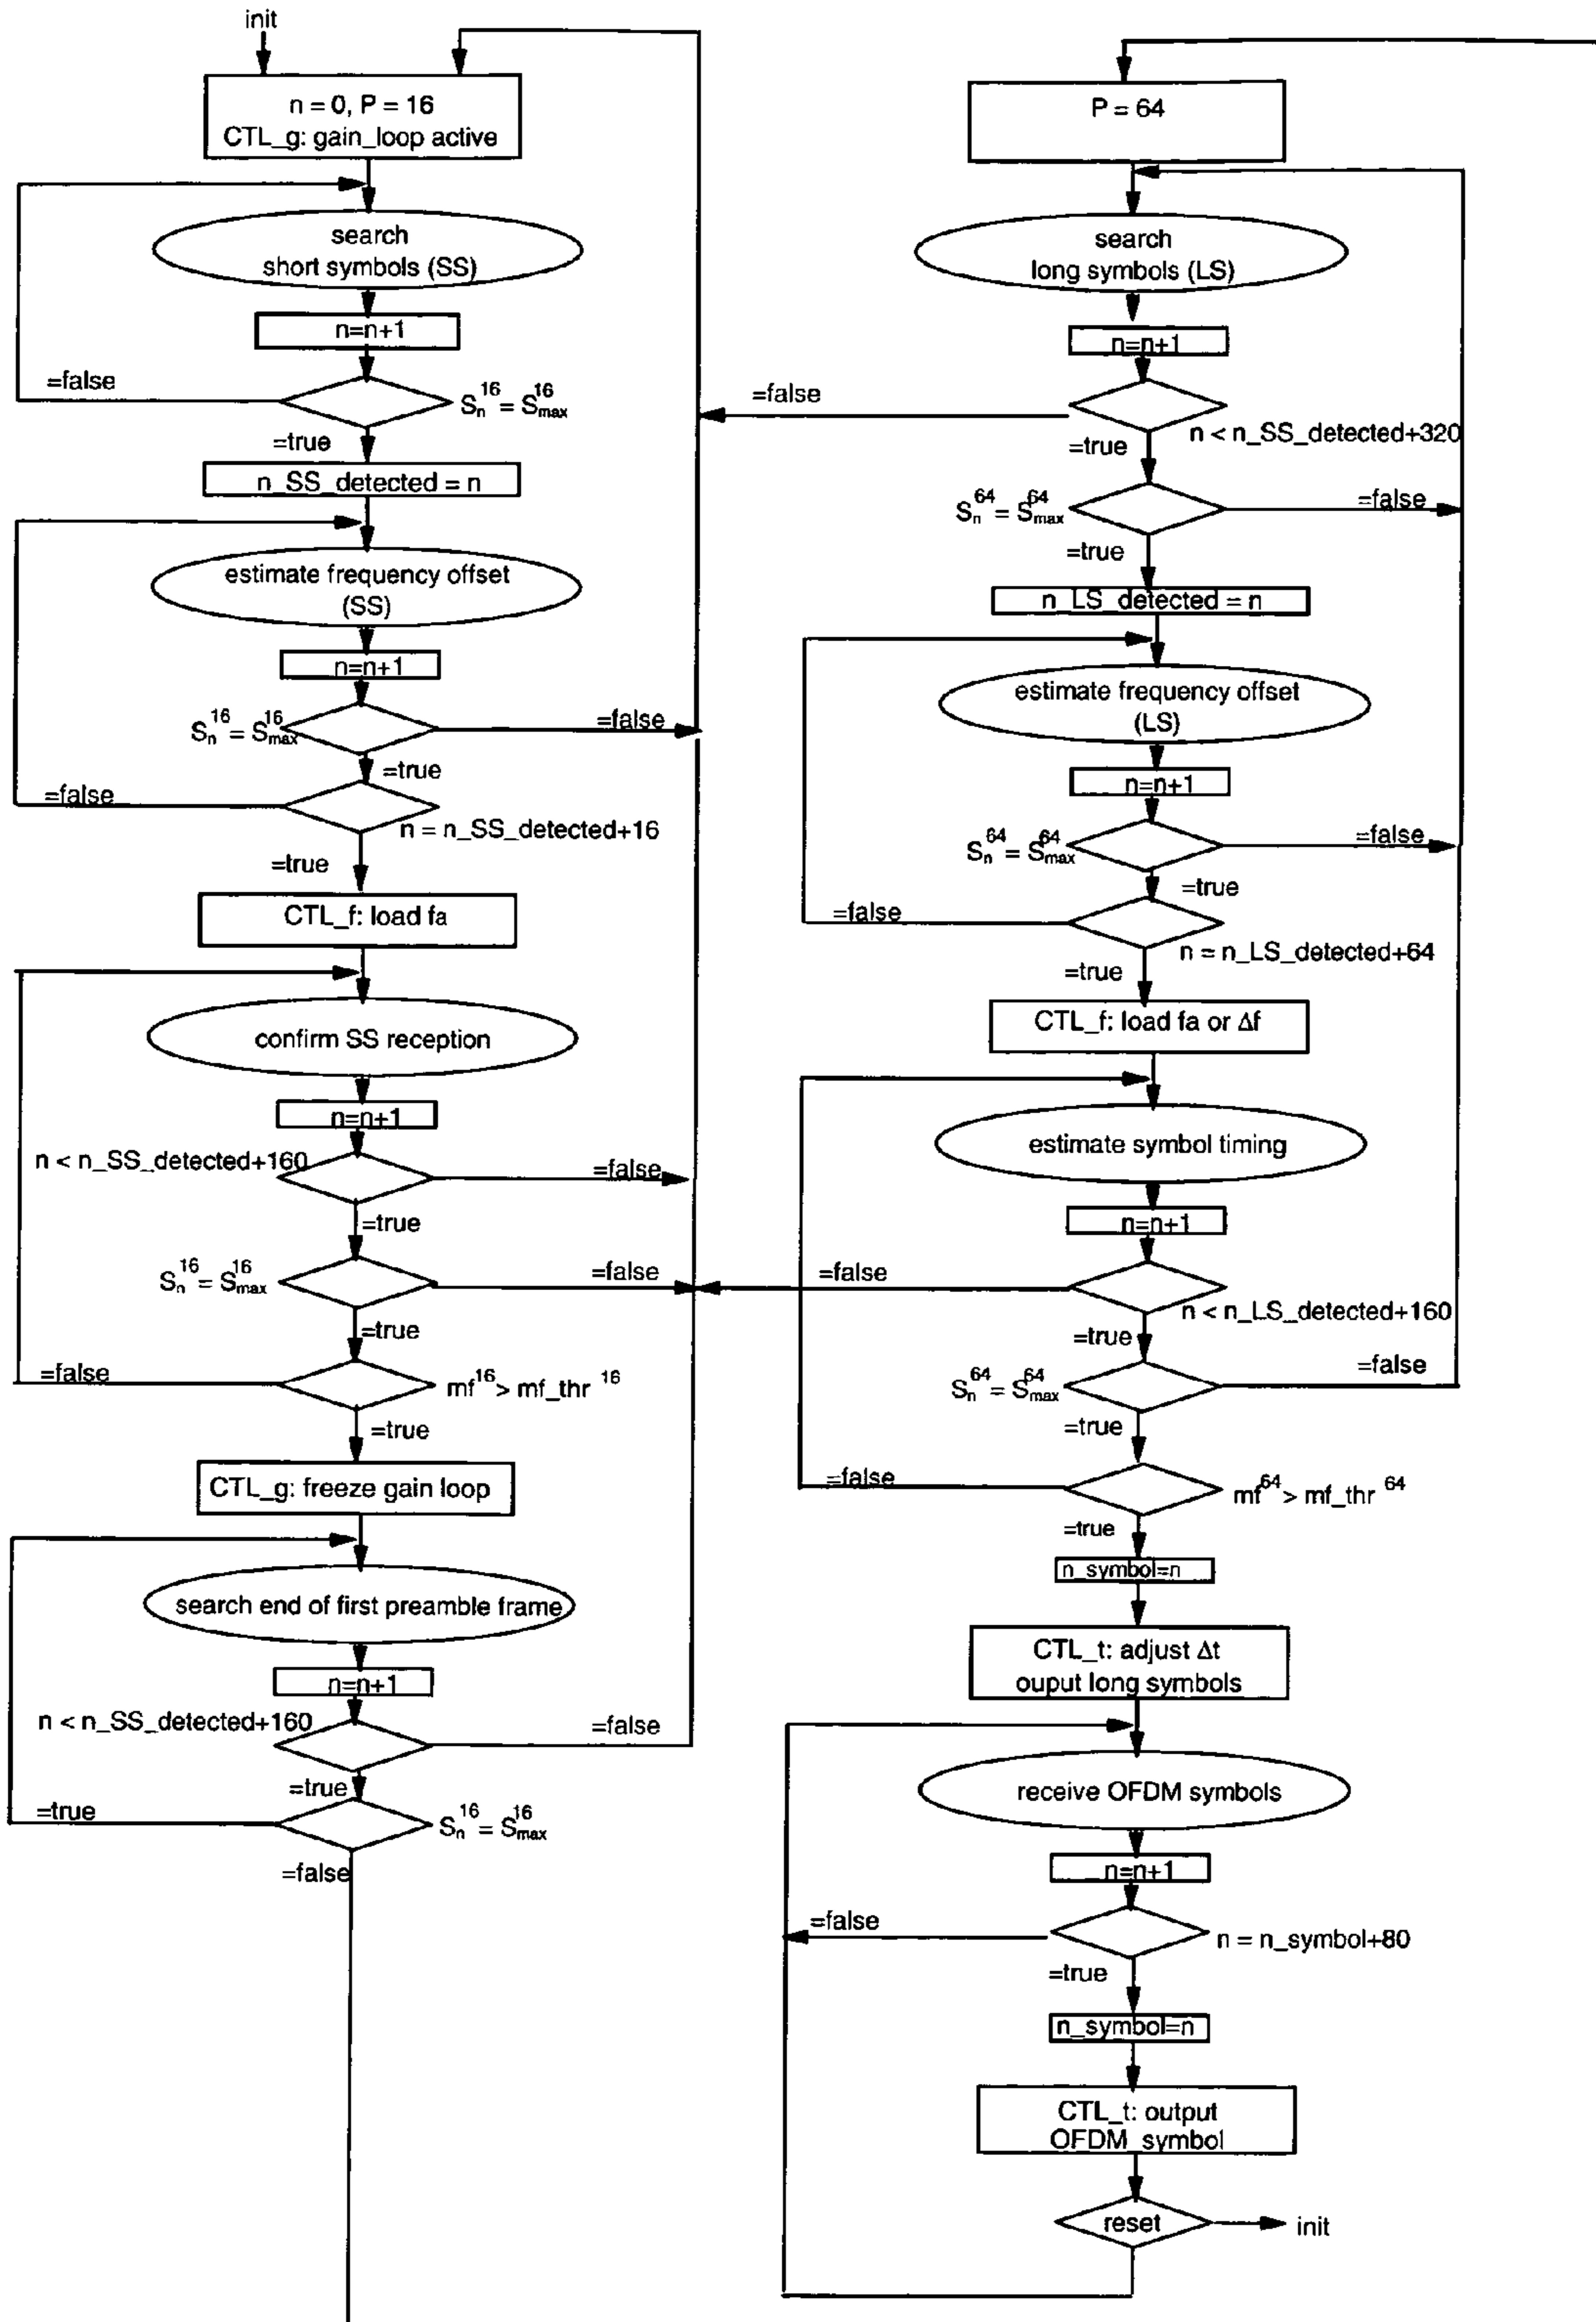 init
n = 0, P = 16
CTL_g: gain_loop active
search
short symbols (SS)
n=n+1
=false
S_n^16 = S_max^16
=true
n_SS_detected = n
estimate frequency offset
(SS)
n=n+1
S_n^16 = S_max^16
=false
=true
=false
n = n_SS_detected+16
=true
CTL_f: load fa
confirm SS reception
n=n+1
n < n_SS_detected+160
=false
=true
S_n^16 = S_max^16
=false
=true
=false
mf^16 > mf_thr ^16
=true
CTL_g: freeze gain loop
search end of first preamble frame
n=n+1
n < n_SS_detected+160
=false
=true
=true
S_n^16 = S_max^16
=false
P = 64
search
long symbols (LS)
n=n+1
=false
n < n_SS_detected+320
=true
S_n^64 = S_max^64
=false
=true
n_LS_detected = n
estimate frequency offset
(LS)
n=n+1
S_n^64 = S_max^64
=false
=true
=false
n = n_LS_detected+64
=true
CTL_f: load fa or Δf
estimate symbol timing
n=n+1
=false
n < n_LS_detected+160
=true
S_n^64 = S_max^64
=false
=true
=false
mf^64 > mf_thr ^64
=true
n_symbol=n
CTL_t: adjust Δt
ouput long symbols
receive OFDM symbols
n=n+1
=false
n = n_symbol+80
=true
n_symbol=n
CTL_t: output
OFDM_symbol
reset
init